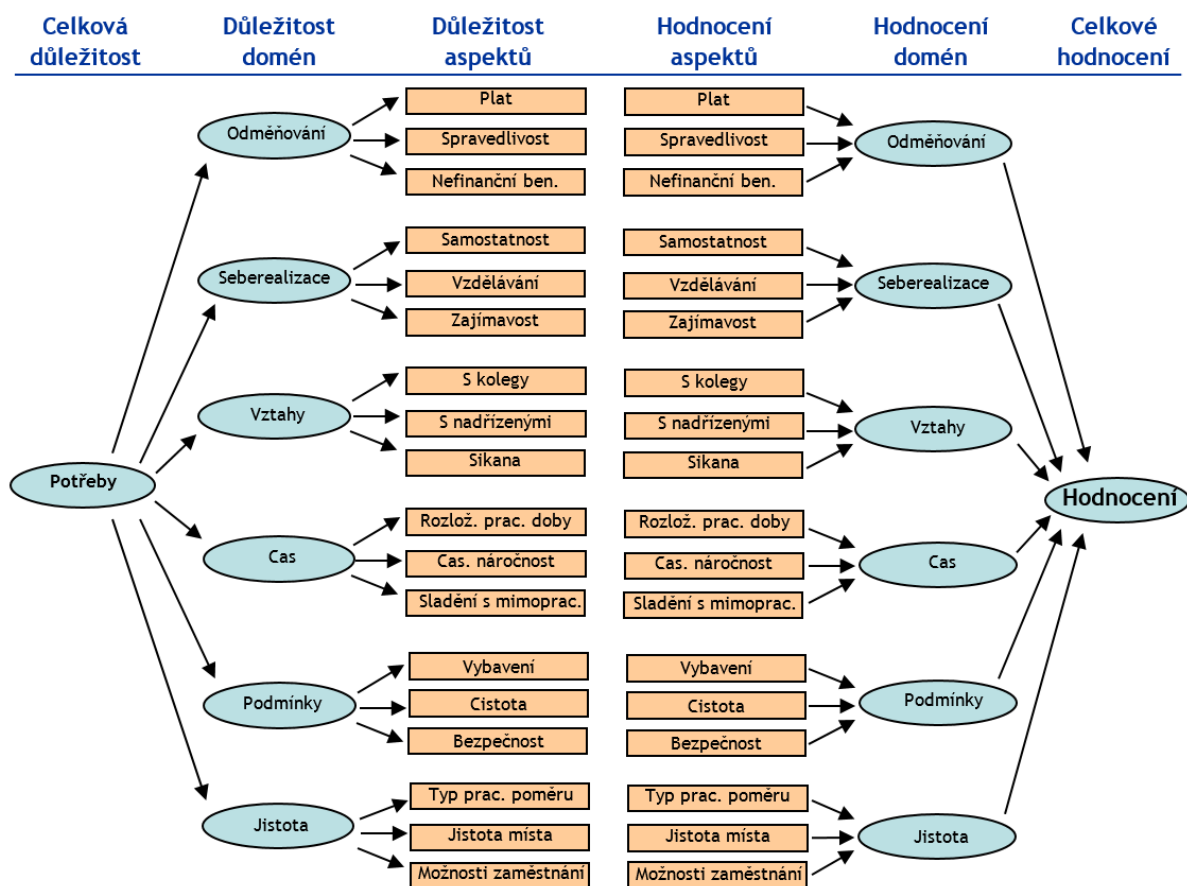 Celková důležitost
Důležitost domén
Důležitost aspektů
Hodnocení aspektů
Hodnocení domén
Celkové hodnocení
Potřeby
Odměňování
Plat
Spravedlivost
Nefinanční ben.
Plat
Spravedlivost
Nefinanční ben.
Odměňování
Seberealizace
Samostatnost
Vzdělávání
Zajímavost
Samostatnost
Vzdělávání
Zajímavost
Seberealizace
Vztahy
S kolegy
S nadřízenými
Sikana
S kolegy
S nadřízenými
Sikana
Vztahy
Cas
Rozlož. prac. doby
Cas. náročnost
Sladění s mimoprac.
Rozlož. prac. doby
Cas. náročnost
Sladění s mimoprac.
Cas
Podmínky
Vybavení
Cistota
Bezpečnost
Vybavení
Cistota
Bezpečnost
Podmínky
Jistota
Typ prac. poměru
Jistota místa
Možnosti zaměstnání
Typ prac. poměru
Jistota místa
Možnosti zaměstnání
Jistota
Hodnocení